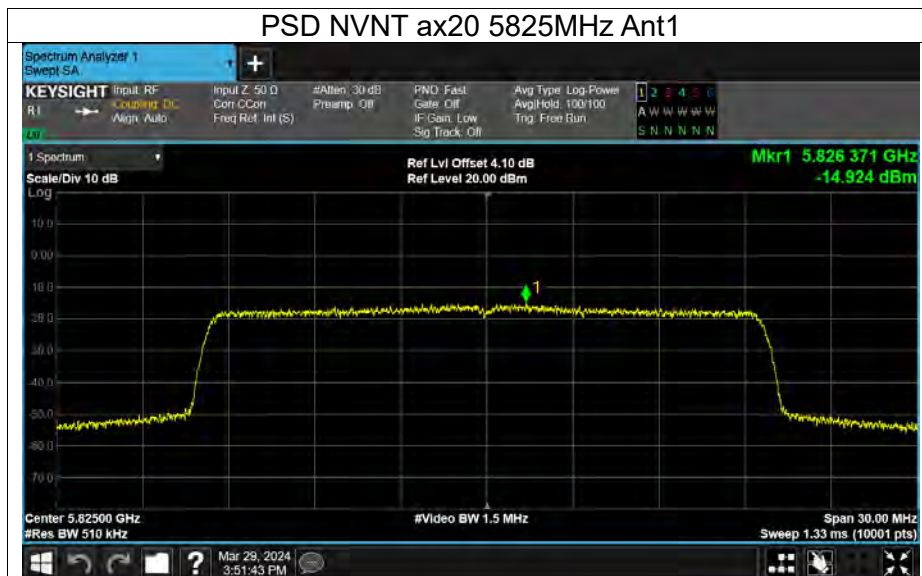 PSD NVNT ax20 5825MHz Ant1
Spectrum Analyzer 1
Swept SA
+
KEYSIGHT
RL
Input: RF
Coupling: DC
Align: Auto
Input Z: 50 Ω
Corr CCorr
Freq Ref: Int (S)
#Atten: 30 dB
Preamp: Off
PNO: Fast
Gate: Off
IF Gain: Low
Sig Track: Off
Avg Type: Log-Power
Avg|Hold: 100/100
Trig: Free Run
1 2 3 4 5 6
A W W W W W
S N N N N N
1 Spectrum
Scale/Div 10 dB
Log
Ref Lvl Offset 4.10 dB
Ref Level 20.00 dBm
Mkr1 5.826 371 GHz
-14.924 dBm
10.0
0.00
-10.0
-20.0
-30.0
-40.0
-50.0
-60.0
-70.0
1
Center 5.82500 GHz
#Res BW 510 kHz
#Video BW 1.5 MHz
Span 30.00 MHz
Sweep 1.33 ms (10001 pts)
?
Mar 29, 2024
3:51:43 PM